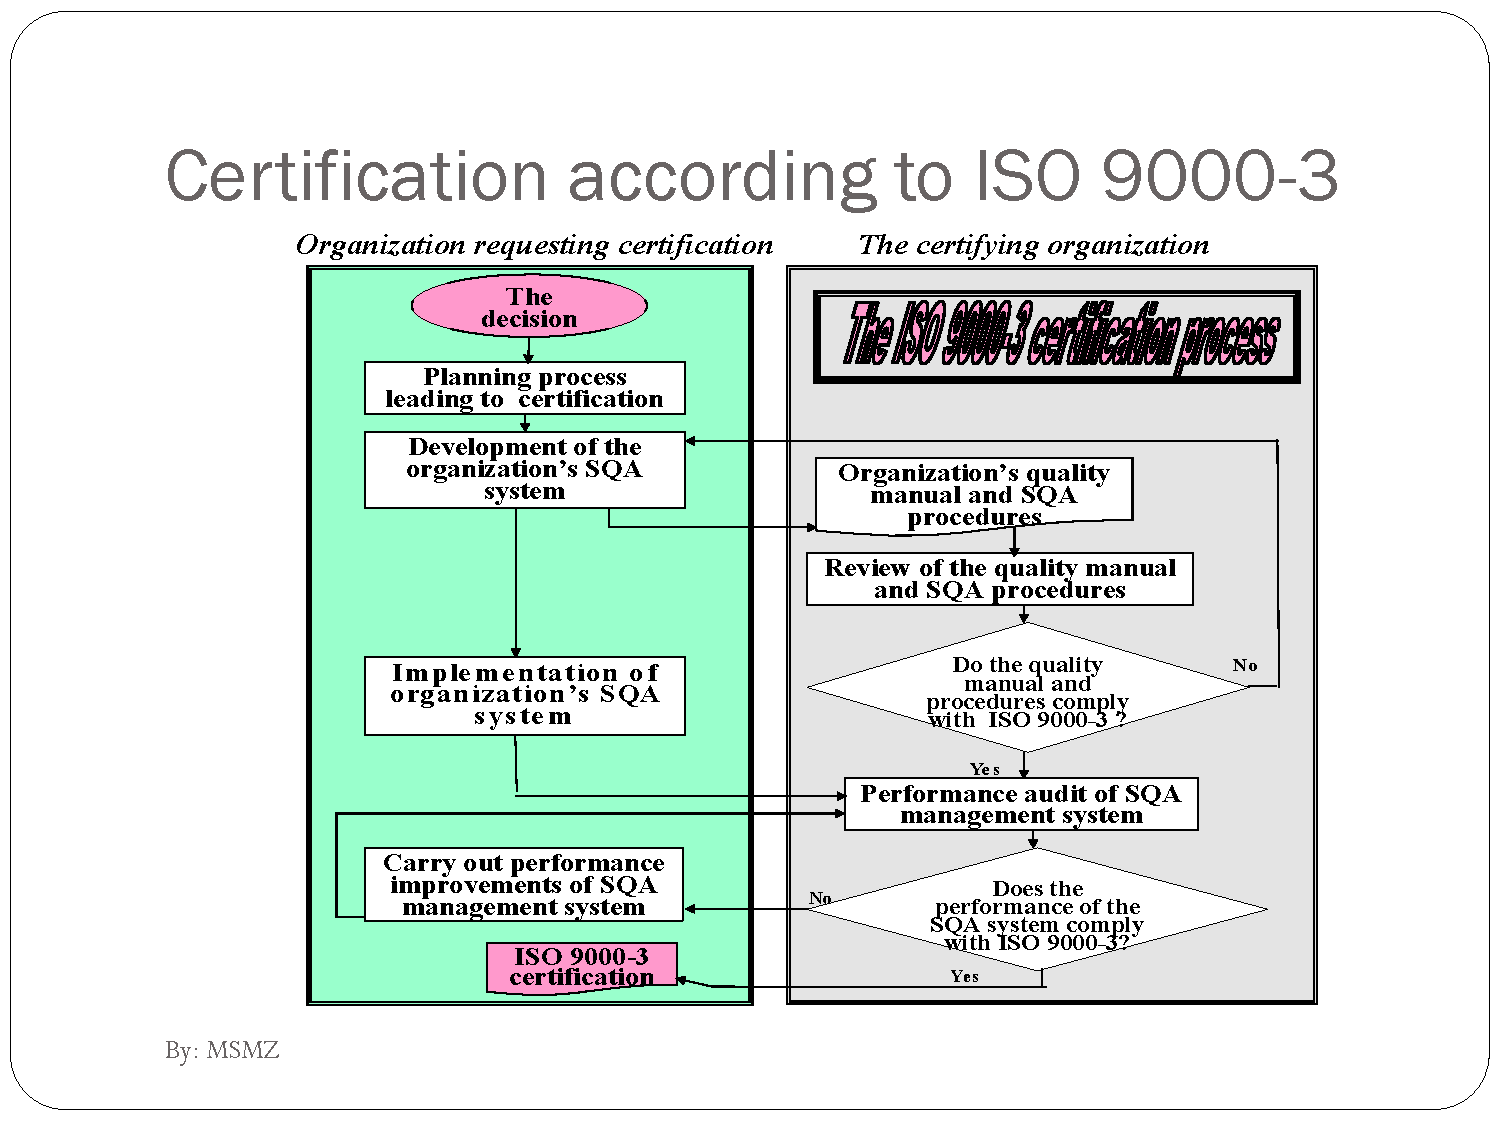 Certification according to ISO 9000-3
Organization requesting certification
The certifying organization
The
decision
The ISO 9000-3 certification process
Planning process
leading to certification
Development of the
organization’s SQA
system
Organization’s quality
manual and SQA
procedures
Review of the quality manual
and SQA procedures
Implementation of
organization’s SQA
system
Do the quality
manual and
procedures comply
with ISO 9000-3 ?
No
Yes
Performance audit of SQA
management system
Carry out performance
improvements of SQA
management system
No
Does the
performance of the
SQA system comply
with ISO 9000-3?
Yes
ISO 9000-3
certification
By: MSMZ